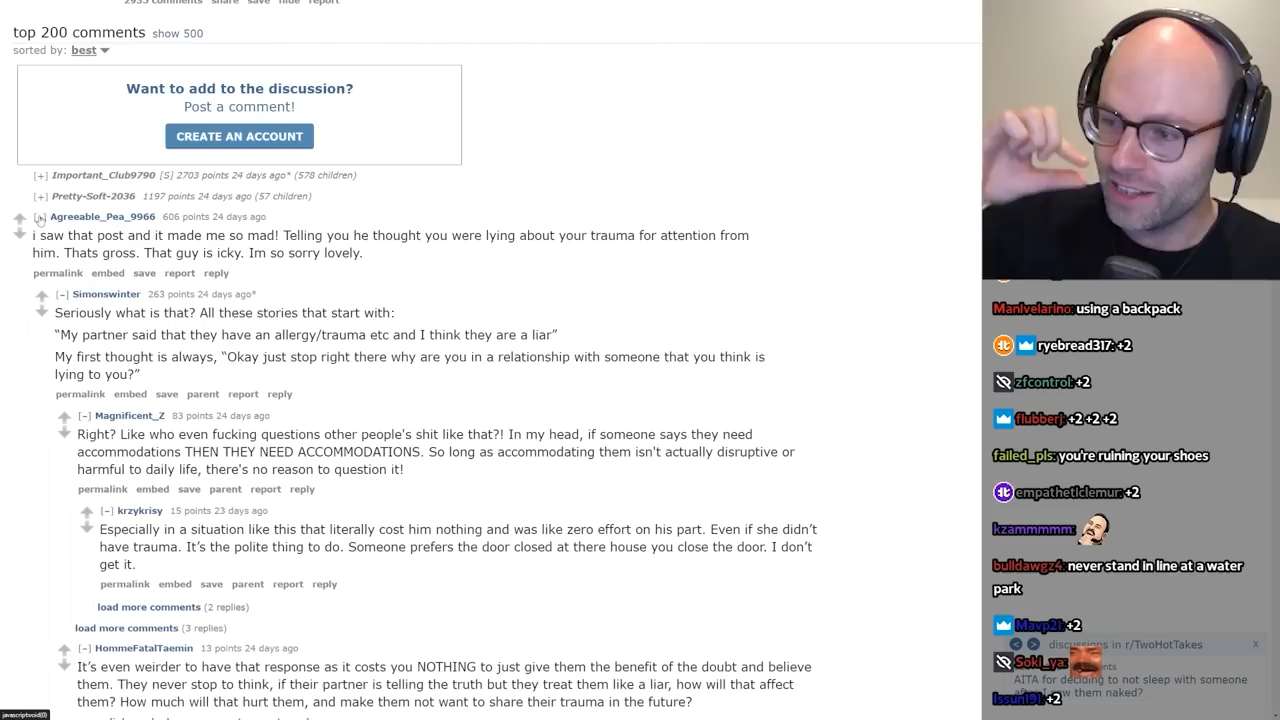 2933 comments share save hide report
top 200 comments show 500
sorted by: best
Want to add to the discussion?
Post a comment!
CREATE AN ACCOUNT
[+] Important_Club9790 [S] 2703 points 24 days ago* (578 children)
[+] Pretty-Soft-2036 1197 points 24 days ago (57 children)
Agreeable_Pea_9966 606 points 24 days ago
i saw that post and it made me so mad! Telling you he thought you were lying about your trauma for attention from
him. Thats gross. That guy is icky. Im so sorry lovely.
permalink embed save report reply
[–] Simonswinter 263 points 24 days ago*
Seriously what is that? All these stories that start with:
“My partner said that they have an allergy/trauma etc and I think they are a liar”
My first thought is always, “Okay just stop right there why are you in a relationship with someone that you think is
lying to you?”
permalink embed save parent report reply
[–] Magnificent_Z 83 points 24 days ago
Right? Like who even fucking questions other people's shit like that?! In my head, if someone says they need
accommodations THEN THEY NEED ACCOMMODATIONS. So long as accommodating them isn't actually disruptive or
harmful to daily life, there's no reason to question it!
permalink embed save parent report reply
[–] krzykrisy 15 points 23 days ago
Especially in a situation like this that literally cost him nothing and was like zero effort on his part. Even if she didn’t
have trauma. It’s the polite thing to do. Someone prefers the door closed at there house you close the door. I don’t
get it.
permalink embed save parent report reply
load more comments (2 replies)
load more comments (3 replies)
[–] HommeFatalTaemin 13 points 24 days ago
It’s even weirder to have that response as it costs you NOTHING to just give them the benefit of the doubt and believe
them. They never stop to think, if their partner is telling the truth but they treat them like a liar, how will that affect
them? How much will that hurt them, and make them not want to share their trauma in the future?
javascript:void(0)
Manivelarino: using a backpack
ryebread317: +2
zfcontrol: +2
flubberj: +2 +2 +2
failed_pls: you're ruining your shoes
empatheticlemur: +2
kzammmmm:
bulldawgz4: never stand in line at a water
park
Mavp21: +2
discussions in r/TwoHotTakes X
Soki_ya:
AITA for deciding to not sleep with someone
Issun191: +2
them naked?